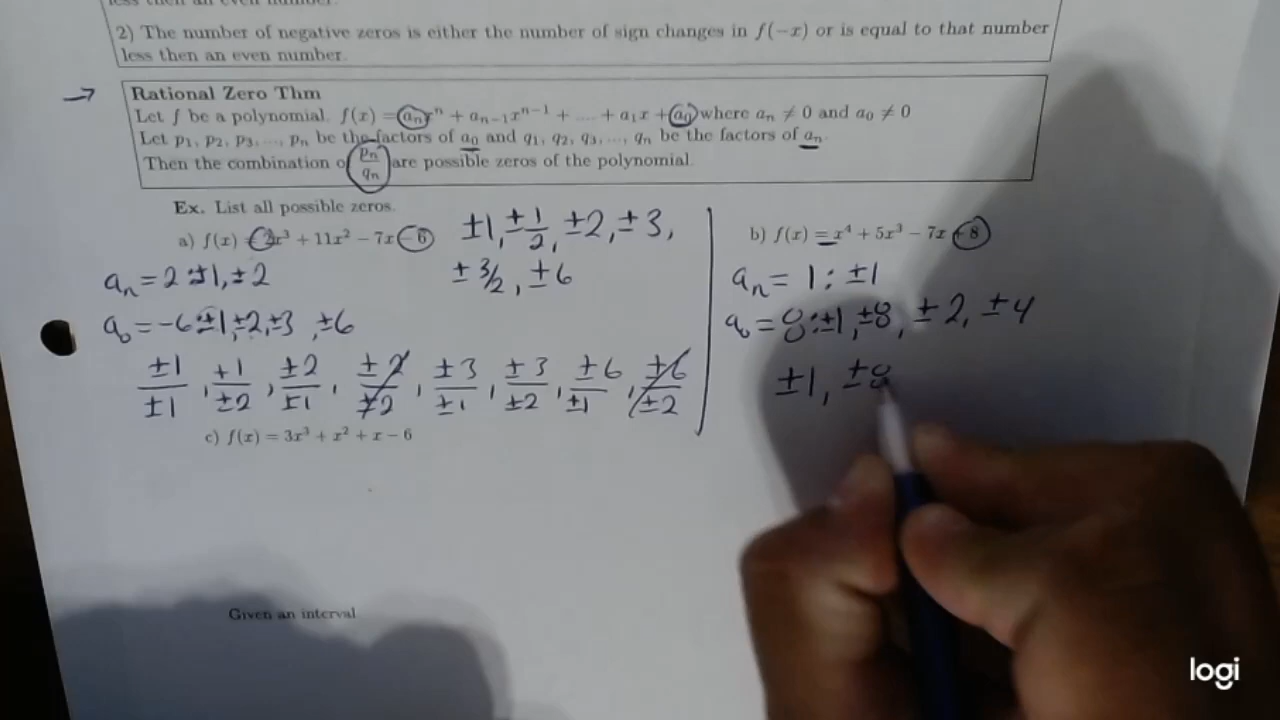 less then an even number.
2) The number of negative zeros is either the number of sign changes in f(−x) or is equal to that number
less then an even number.
→ Rational Zero Thm
Let f be a polynomial. f(x) = aₙxⁿ + aₙ₋₁xⁿ⁻¹ + .... + a₁x + a₀ where aₙ ≠ 0 and a₀ ≠ 0
Let p₁, p₂, p₃, ..., pₙ be the factors of a₀ and q₁, q₂, q₃, ..., qₙ be the factors of aₙ.
Then the combination o pₙ/qₙ are possible zeros of the polynomial.
Ex. List all possible zeros.
a) f(x) = 2x³ + 11x² − 7x − 6
±1, ±1/2, ±2, ±3,
±3/2, ±6
aₙ = 2: ±1, ±2
a₀ = −6: ±1, ±2, ±3, ±6
±1/±1, ±1/±2, ±2/±1, ±2/±2, ±3/±1, ±3/±2, ±6/±1, ±6/±2
b) f(x) = x⁴ + 5x³ − 7x + 8
aₙ = 1: ±1
a₀ = 8: ±1, ±8, ±2, ±4
±1, ±8
c) f(x) = 3x³ + x² + x − 6
Given an interval
logi